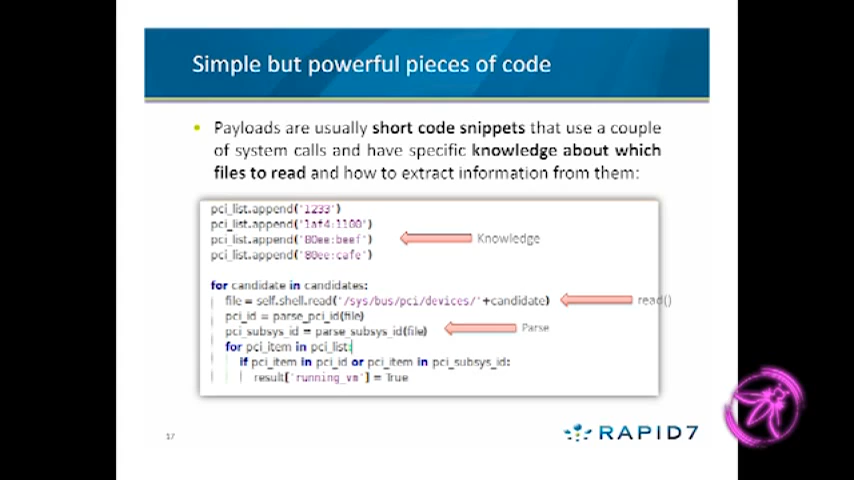 Simple but powerful pieces of code
• Payloads are usually short code snippets that use a couple
of system calls and have specific knowledge about which
files to read and how to extract information from them:
pci_list.append('1233')
pci_list.append('1af4:1100')
pci_list.append('80ee:beef')
Knowledge
pci_list.append('80ee:cafe')
for candidate in candidates:
file = self.shell.read('/sys/bus/pci/devices/'+candidate)
read()
pci_id = parse_pci_id(file)
pci_subsys_id = parse_subsys_id(file)
Parse
for pci_item in pci_list:
if pci_item in pci_id or pci_item in pci_subsys_id:
result['running_vm'] = True
17
RAPID7